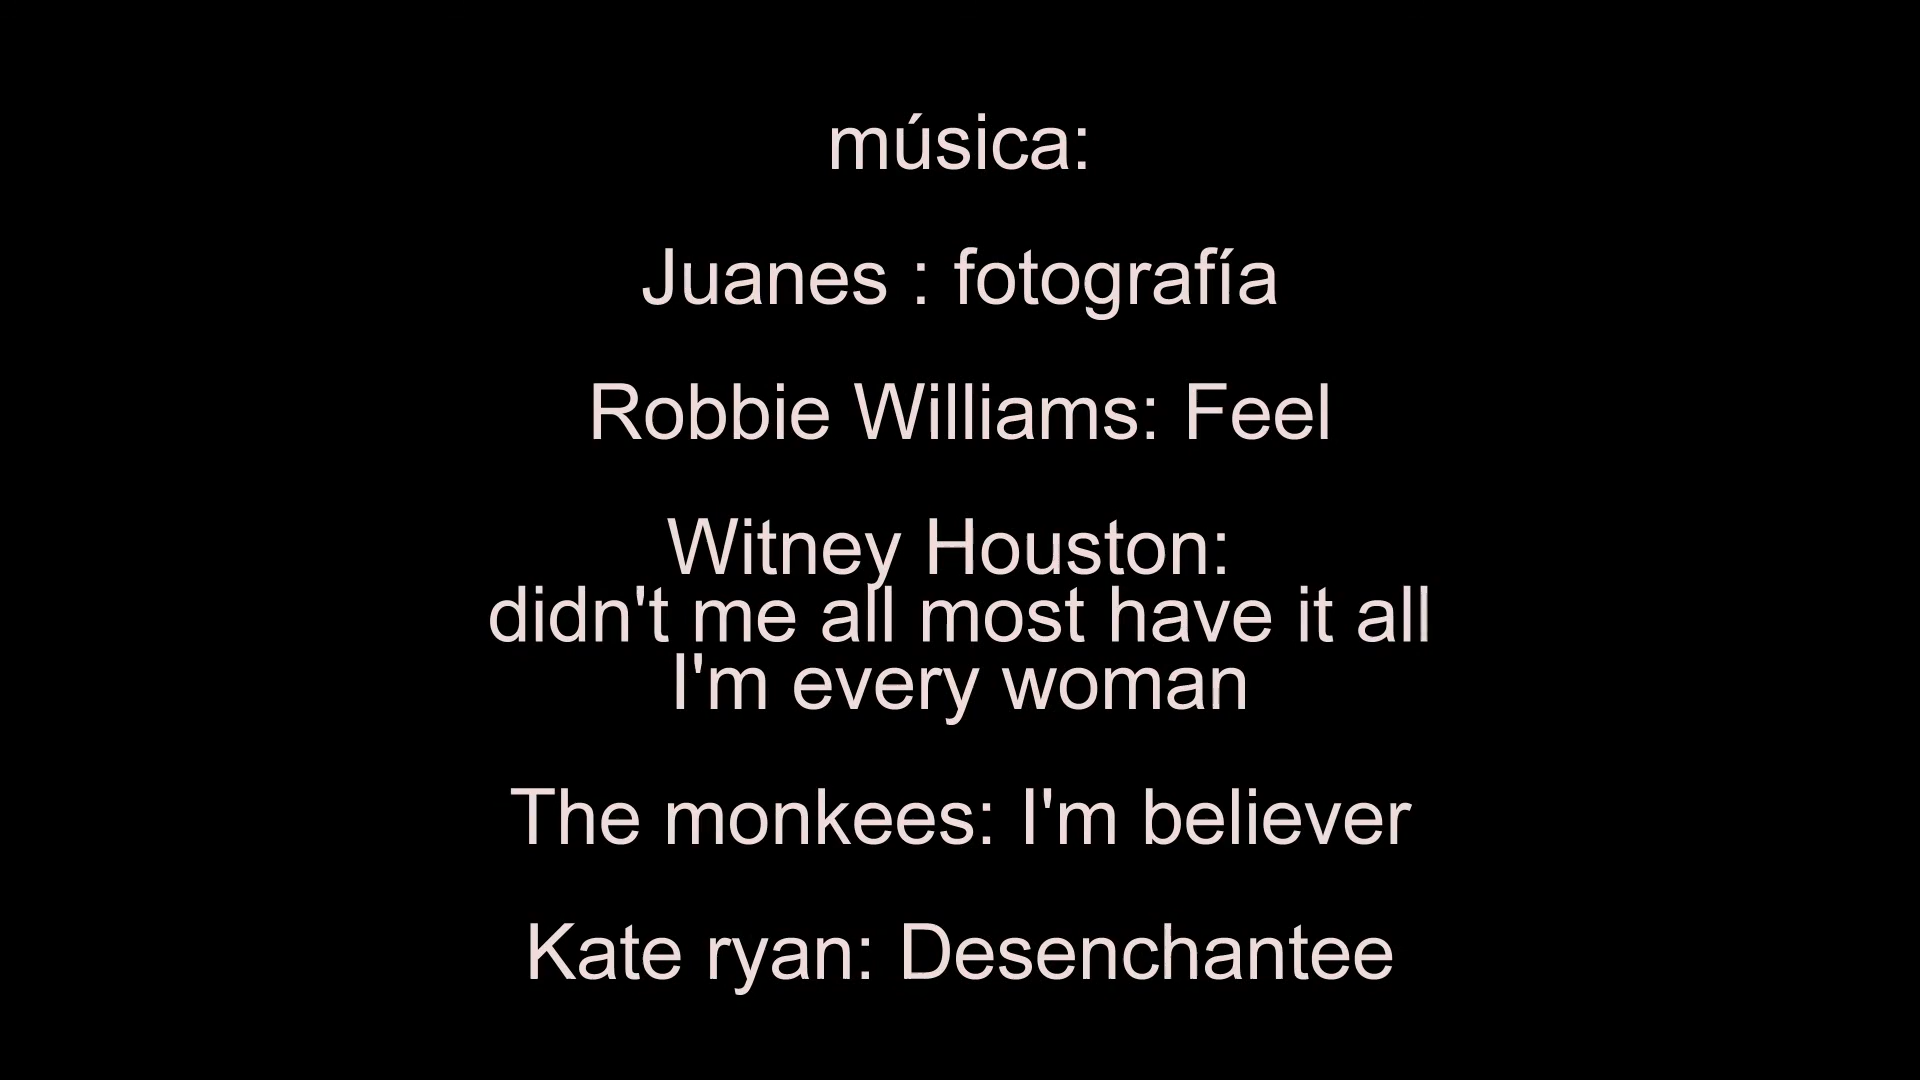 música:
Juanes : fotografía
Robbie Williams: Feel
Witney Houston:
didn't me all most have it all
I'm every woman
The monkees: I'm believer
Kate ryan: Desenchantee